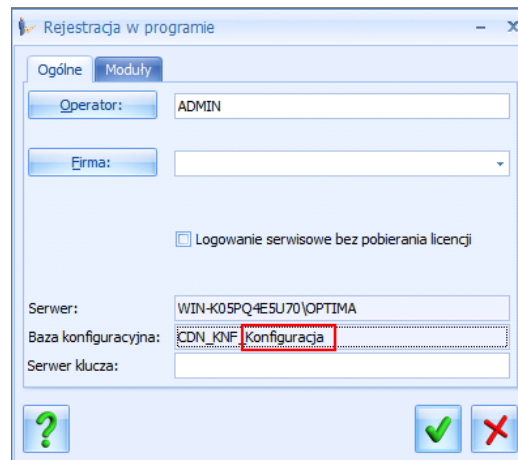 Rejestracja w programie
Ogólne Moduły
Operator: ADMIN
Firma:
Logowanie serwisowe bez pobierania licencji
Serwer: WIN-K05PQ4E5U70\OPTIMA
Baza konfiguracyjna: CDN_KNF_Konfiguracja
Serwer klucza: